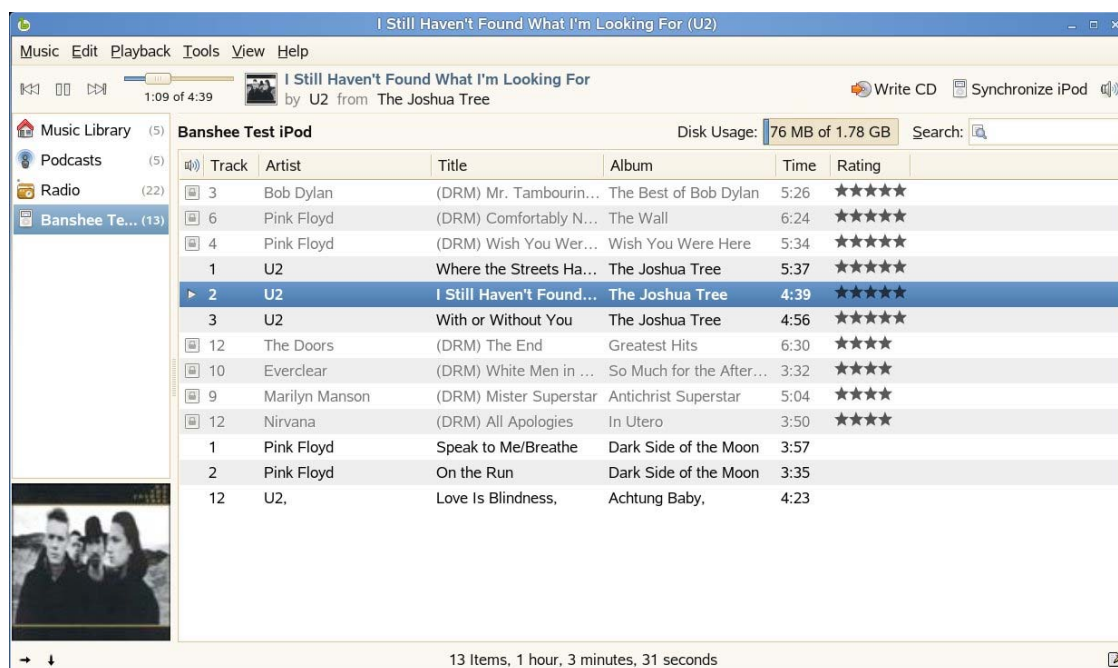 I Still Haven't Found What I'm Looking For (U2)
Music Edit Playback Tools View Help
1:09 of 4:39
I Still Haven't Found What I'm Looking For
by U2 from The Joshua Tree
Write CD Synchronize iPod
Music Library (5)
Podcasts (5)
Radio (22)
Banshee Te... (13)
Banshee Test iPod Disk Usage: 76 MB of 1.78 GB Search:
Track Artist Title Album Time Rating
3 Bob Dylan (DRM) Mr. Tambourin... The Best of Bob Dylan 5:26 ★★★★★
6 Pink Floyd (DRM) Comfortably N... The Wall 6:24 ★★★★★
4 Pink Floyd (DRM) Wish You Wer... Wish You Were Here 5:34 ★★★★★
1 U2 Where the Streets Ha... The Joshua Tree 5:37 ★★★★★
2 U2 I Still Haven't Found... The Joshua Tree 4:39 ★★★★★
3 U2 With or Without You The Joshua Tree 4:56 ★★★★★
12 The Doors (DRM) The End Greatest Hits 6:30 ★★★★
10 Everclear (DRM) White Men in ... So Much for the After... 3:32 ★★★★
9 Marilyn Manson (DRM) Mister Superstar Antichrist Superstar 5:04 ★★★★
12 Nirvana (DRM) All Apologies In Utero 3:50 ★★★★
1 Pink Floyd Speak to Me/Breathe Dark Side of the Moon 3:57
2 Pink Floyd On the Run Dark Side of the Moon 3:35
12 U2, Love Is Blindness, Achtung Baby, 4:23
13 Items, 1 hour, 3 minutes, 31 seconds